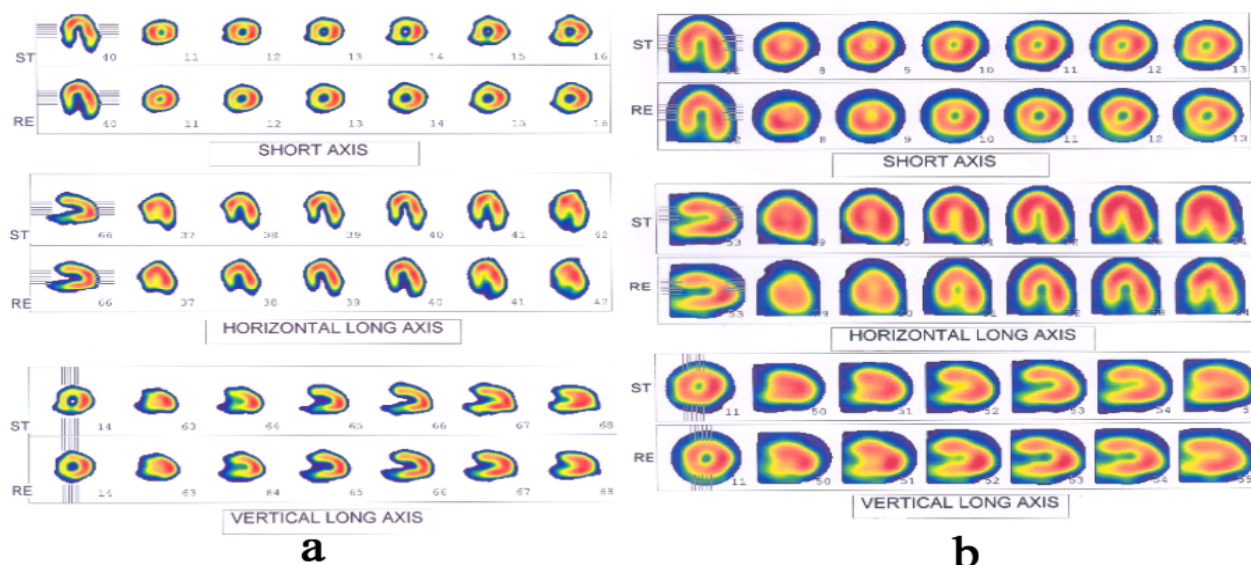 ST 40 11 12 13 14 15 16
RE 40 11 12 13 14 15 16
SHORT AXIS
ST 66 37 38 39 40 41 42
RE 66 37 38 39 40 41 42
HORIZONTAL LONG AXIS
ST 14 63 64 65 66 67 68
RE 14 63 64 65 66 67 68
VERTICAL LONG AXIS
a
ST 8 9 10 11 12 13
RE 8 9 10 11 12 13
SHORT AXIS
ST 53
RE 53
HORIZONTAL LONG AXIS
ST 11 50 51 52 53 54
RE 11 50 51 52 53 54 55
VERTICAL LONG AXIS
b